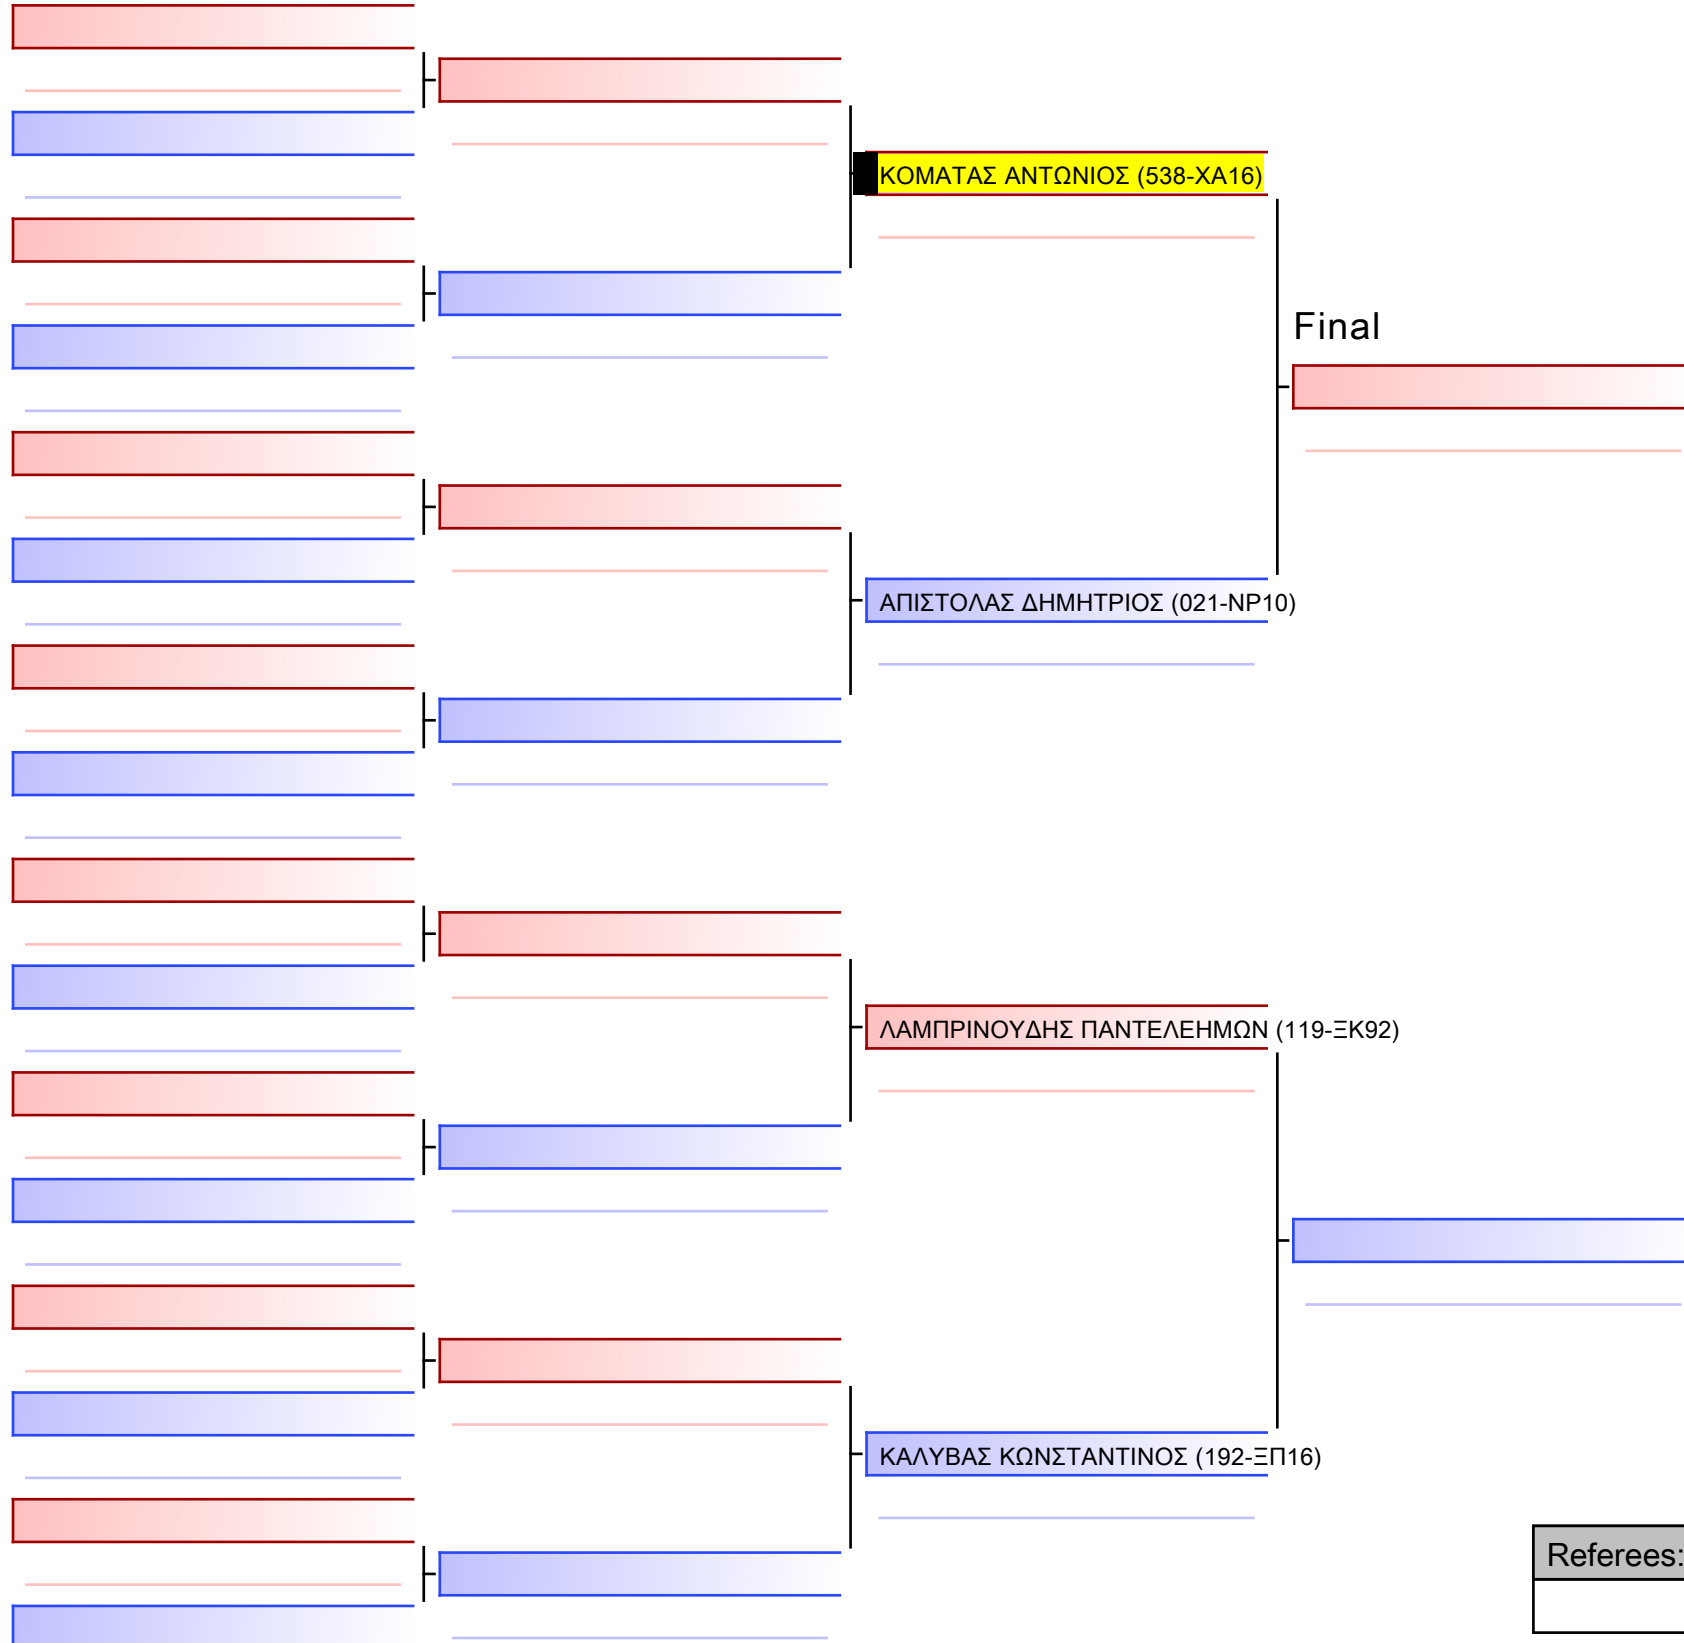 ΚΟΜΑΤΑΣ ΑΝΤΩΝΙΟΣ (538-ΧΑ16)
Final
ΑΠΙΣΤΟΛΑΣ ΔΗΜΗΤΡΙΟΣ (021-ΝΡ10)
ΛΑΜΠΡΙΝΟΥΔΗΣ ΠΑΝΤΕΛΕΗΜΩΝ (119-ΞΚ92)
ΚΑΛΥΒΑΣ ΚΩΝΣΤΑΝΤΙΝΟΣ (192-ΞΠ16)
Referees: